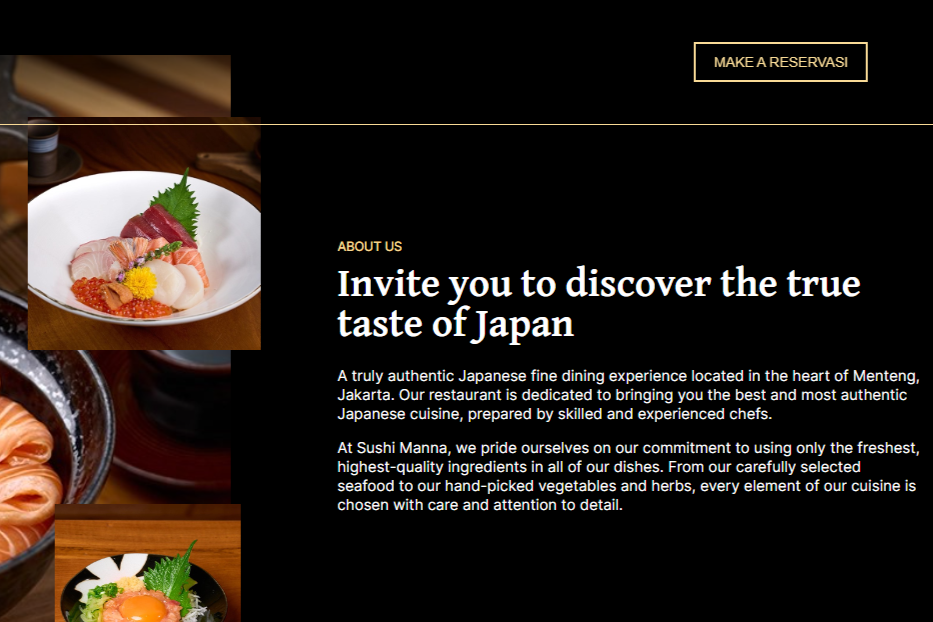 MAKE A RESERVASI
ABOUT US
Invite you to discover the true
taste of Japan
A truly authentic Japanese fine dining experience located in the heart of Menteng,
Jakarta. Our restaurant is dedicated to bringing you the best and most authentic
Japanese cuisine, prepared by skilled and experienced chefs.
At Sushi Manna, we pride ourselves on our commitment to using only the freshest,
highest-quality ingredients in all of our dishes. From our carefully selected
seafood to our hand-picked vegetables and herbs, every element of our cuisine is
chosen with care and attention to detail.